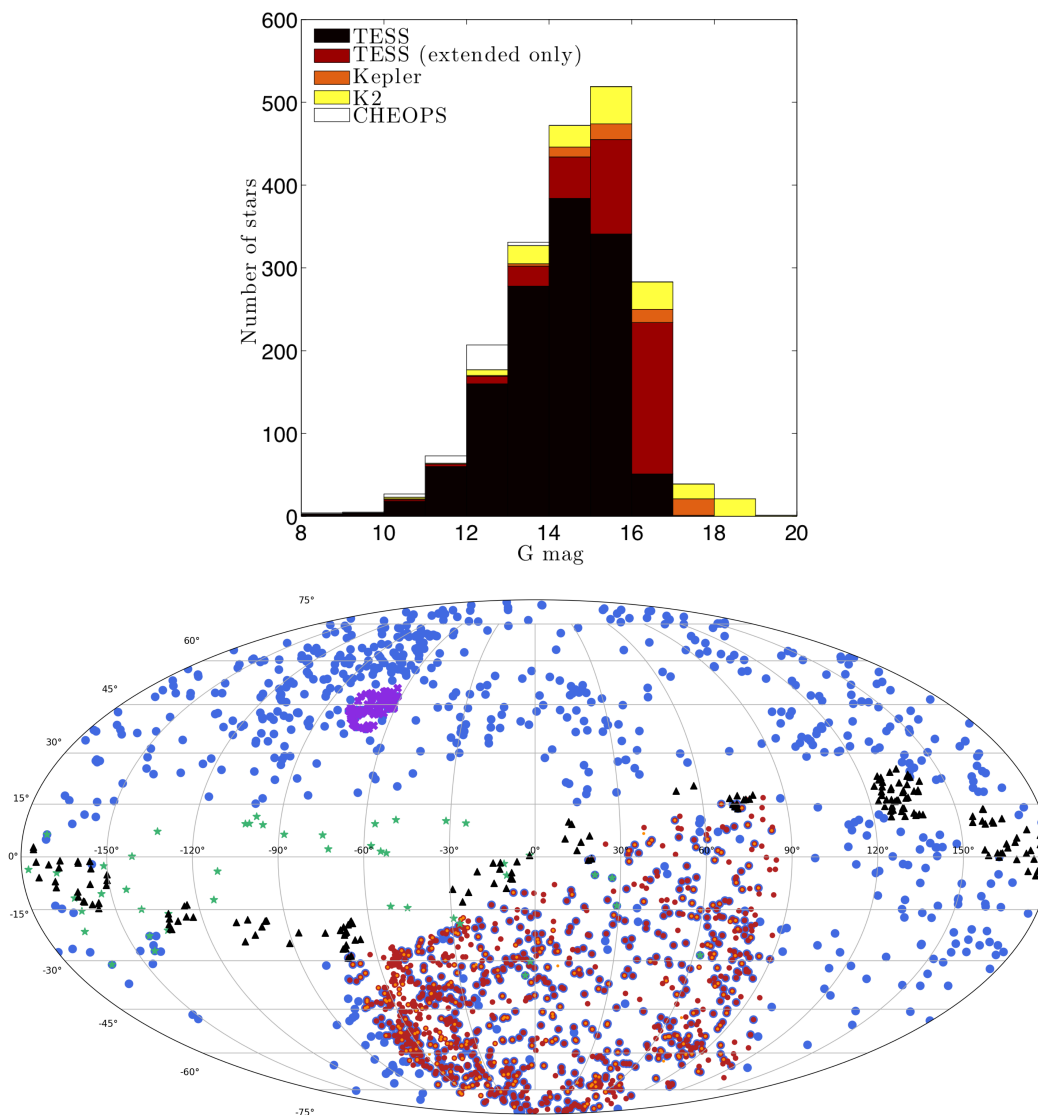 600
TESS
TESS (extended only)
Kepler
K2
CHEOPS
500
400
300
200
100
0
Number of stars
8 10 12 14 16 18 20
G mag
75°
60°
45°
30°
15°
0°
-15°
-30°
-45°
-60°
-75°
-150° -120° -90° -60° -30° 0° 30° 60° 90° 120° 150°